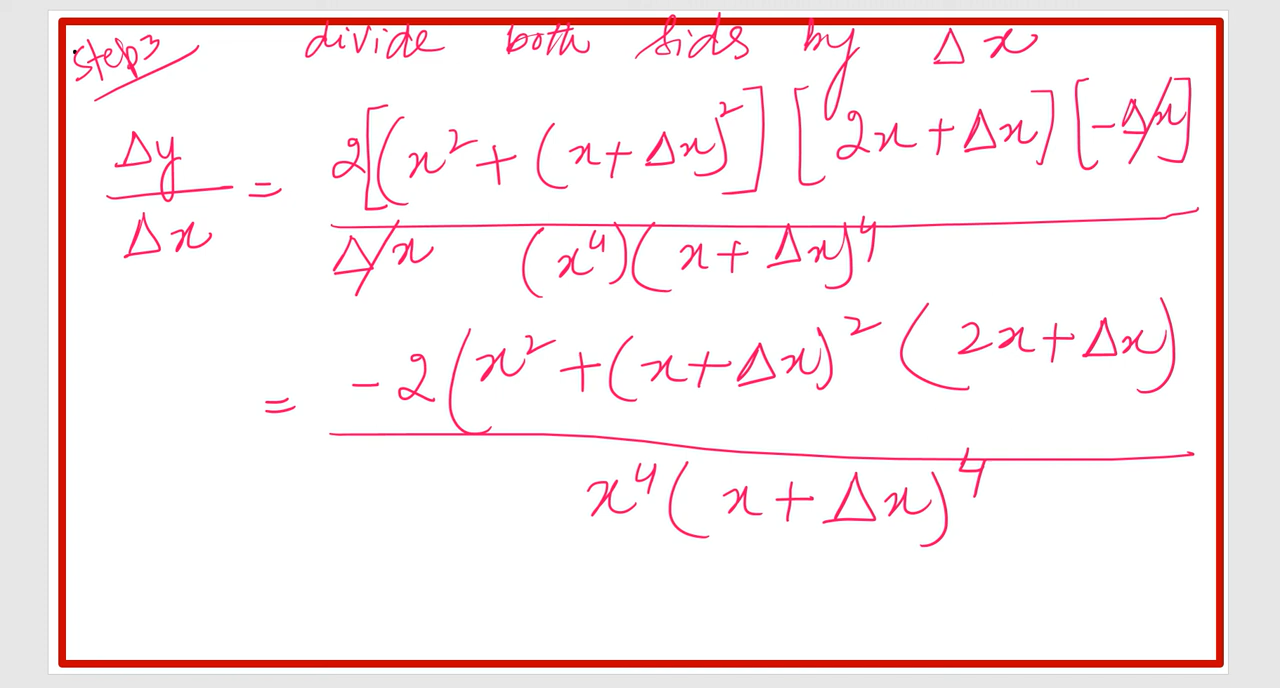 step3 divide both sids by Δx
Δy/Δx = 2[(x² + (x+Δx)²] [2x+Δx] [-Δx] / Δx (x⁴)(x+Δx)⁴
= -2(x² + (x+Δx)² (2x+Δx) / x⁴(x+Δx)⁴